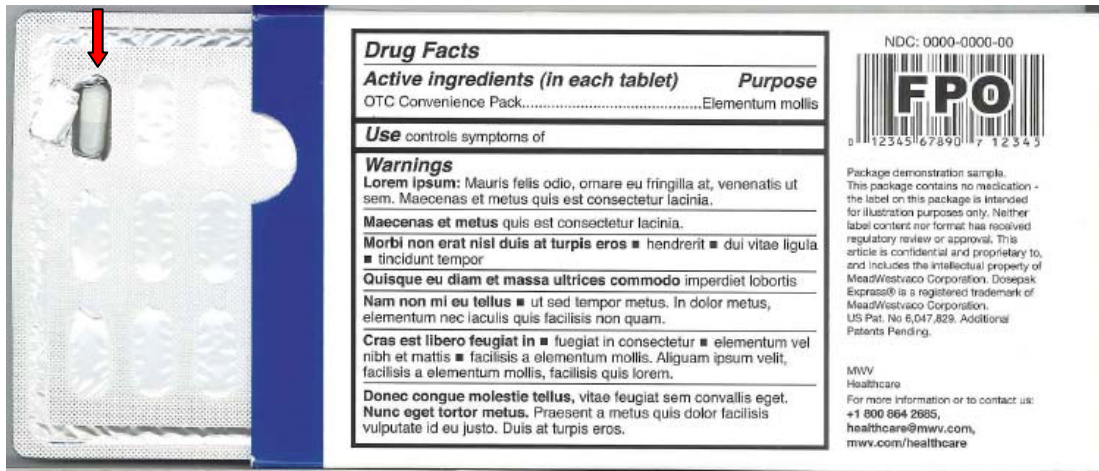 Drug Facts
Active ingredients (in each tablet) Purpose
OTC Convenience Pack..........................................Elementum mollis
Use controls symptoms of
Warnings
Lorem ipsum: Mauris felis odio, ornare eu fringilla at, venenatis ut
sem. Maecenas et metus quis est consectetur lacinia.
Maecenas et metus quis est consectetur lacinia.
Morbi non erat nisl duis at turpis eros ■ hendrerit ■ dui vitae ligula
■ tincidunt tempor
Quisque eu diam et massa ultrices commodo imperdiet lobortis
Nam non mi eu tellus ■ ut sed tempor metus. In dolor metus,
elementum nec iaculis quis facilisis non quam.
Cras est libero feugiat in ■ fuegiat in consectetur ■ elementum vel
nibh et mattis ■ facilisis a elementum mollis. Aliguam ipsum velit,
facilisis a elementum mollis, facilisis quis lorem.
Donec congue molestie tellus, vitae feugiat sem convallis eget.
Nunc eget tortor metus. Praesent a metus quis dolor facilisis
vulputate id eu justo. Duis at turpis eros.
NDC: 0000-0000-00
FPO
0 12345 67890 7 12345
Package demonstration sample.
This package contains no medication -
the label on this package is intended
for illustration purposes only. Neither
label content nor format has received
regulatory review or approval. This
article is confidential and proprietary to,
and includes the intellectual property of
MeadWestvaco Corporation. Dosepak
Express® is a registered trademark of
MeadWestvaco Corporation.
US Pat. No 6,047,829. Additional
Patents Pending.
MWV
Healthcare
For more information or to contact us:
+1 800 864 2685,
healthcare@mwv.com,
mwv.com/healthcare